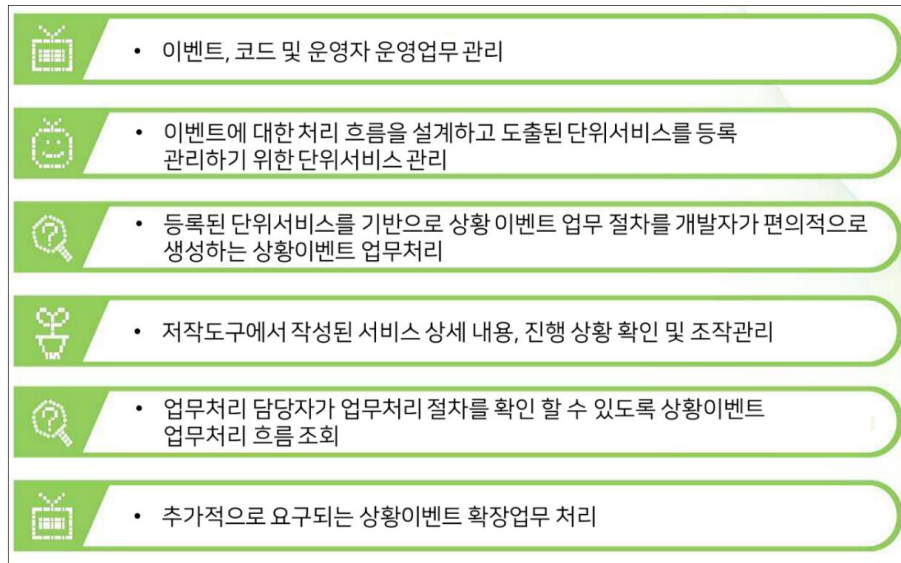 • 이벤트, 코드 및 운영자 운영업무 관리
• 이벤트에 대한 처리 흐름을 설계하고 도출된 단위서비스를 등록
관리하기 위한 단위서비스 관리
• 등록된 단위서비스를 기반으로 상황 이벤트 업무 절차를 개발자가 편의적으로
생성하는 상황이벤트 업무처리
• 저작도구에서 작성된 서비스 상세 내용, 진행 상황 확인 및 조작관리
• 업무처리 담당자가 업무처리 절차를 확인 할 수 있도록 상황이벤트
업무처리 흐름 조회
• 추가적으로 요구되는 상황이벤트 확장업무 처리